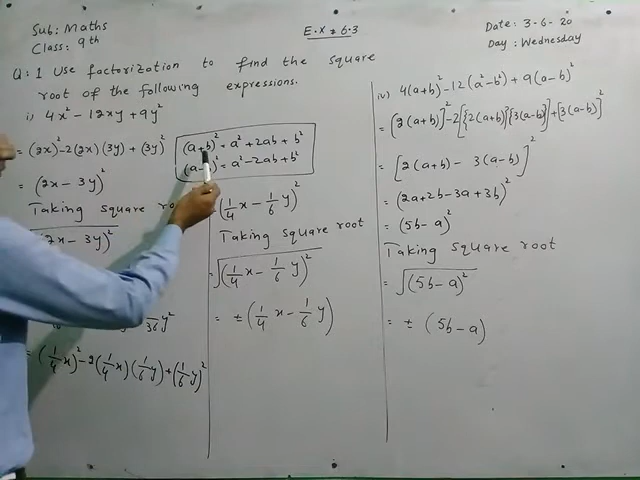 Sub: Maths
Class: 9th
E.X # 6.3
Date: 3-6-20
Day: Wednesday
Q:1 Use factorization to find the square
root of the following expressions.
i) 4x² - 12xy + 9y²
= (2x)² - 2(2x)(3y) + (3y)²
= (2x - 3y)²
Taking square
2x - 3y)²
36 y²
= (1/4 x)² - 2(1/4 x)(1/6 y) + (1/6 y)²
(a+b)² = a² + 2ab + b²
)² = a² - 2ab + b²
(1/4 x - 1/6 y)²
Taking square root
= √(1/4 x - 1/6 y)²
= ± (1/4 x - 1/6 y)
iv) 4(a+b)² - 12(a² - b²) + 9(a-b)²
= [2(a+b)]² - 2[{2(a+b)}{3(a-b)}] + [3(a-b)]²
= [2(a+b) - 3(a-b)]²
= (2a+2b-3a+3b)²
= (5b-a)²
Taking square root
= √(5b-a)²
= ± (5b-a)